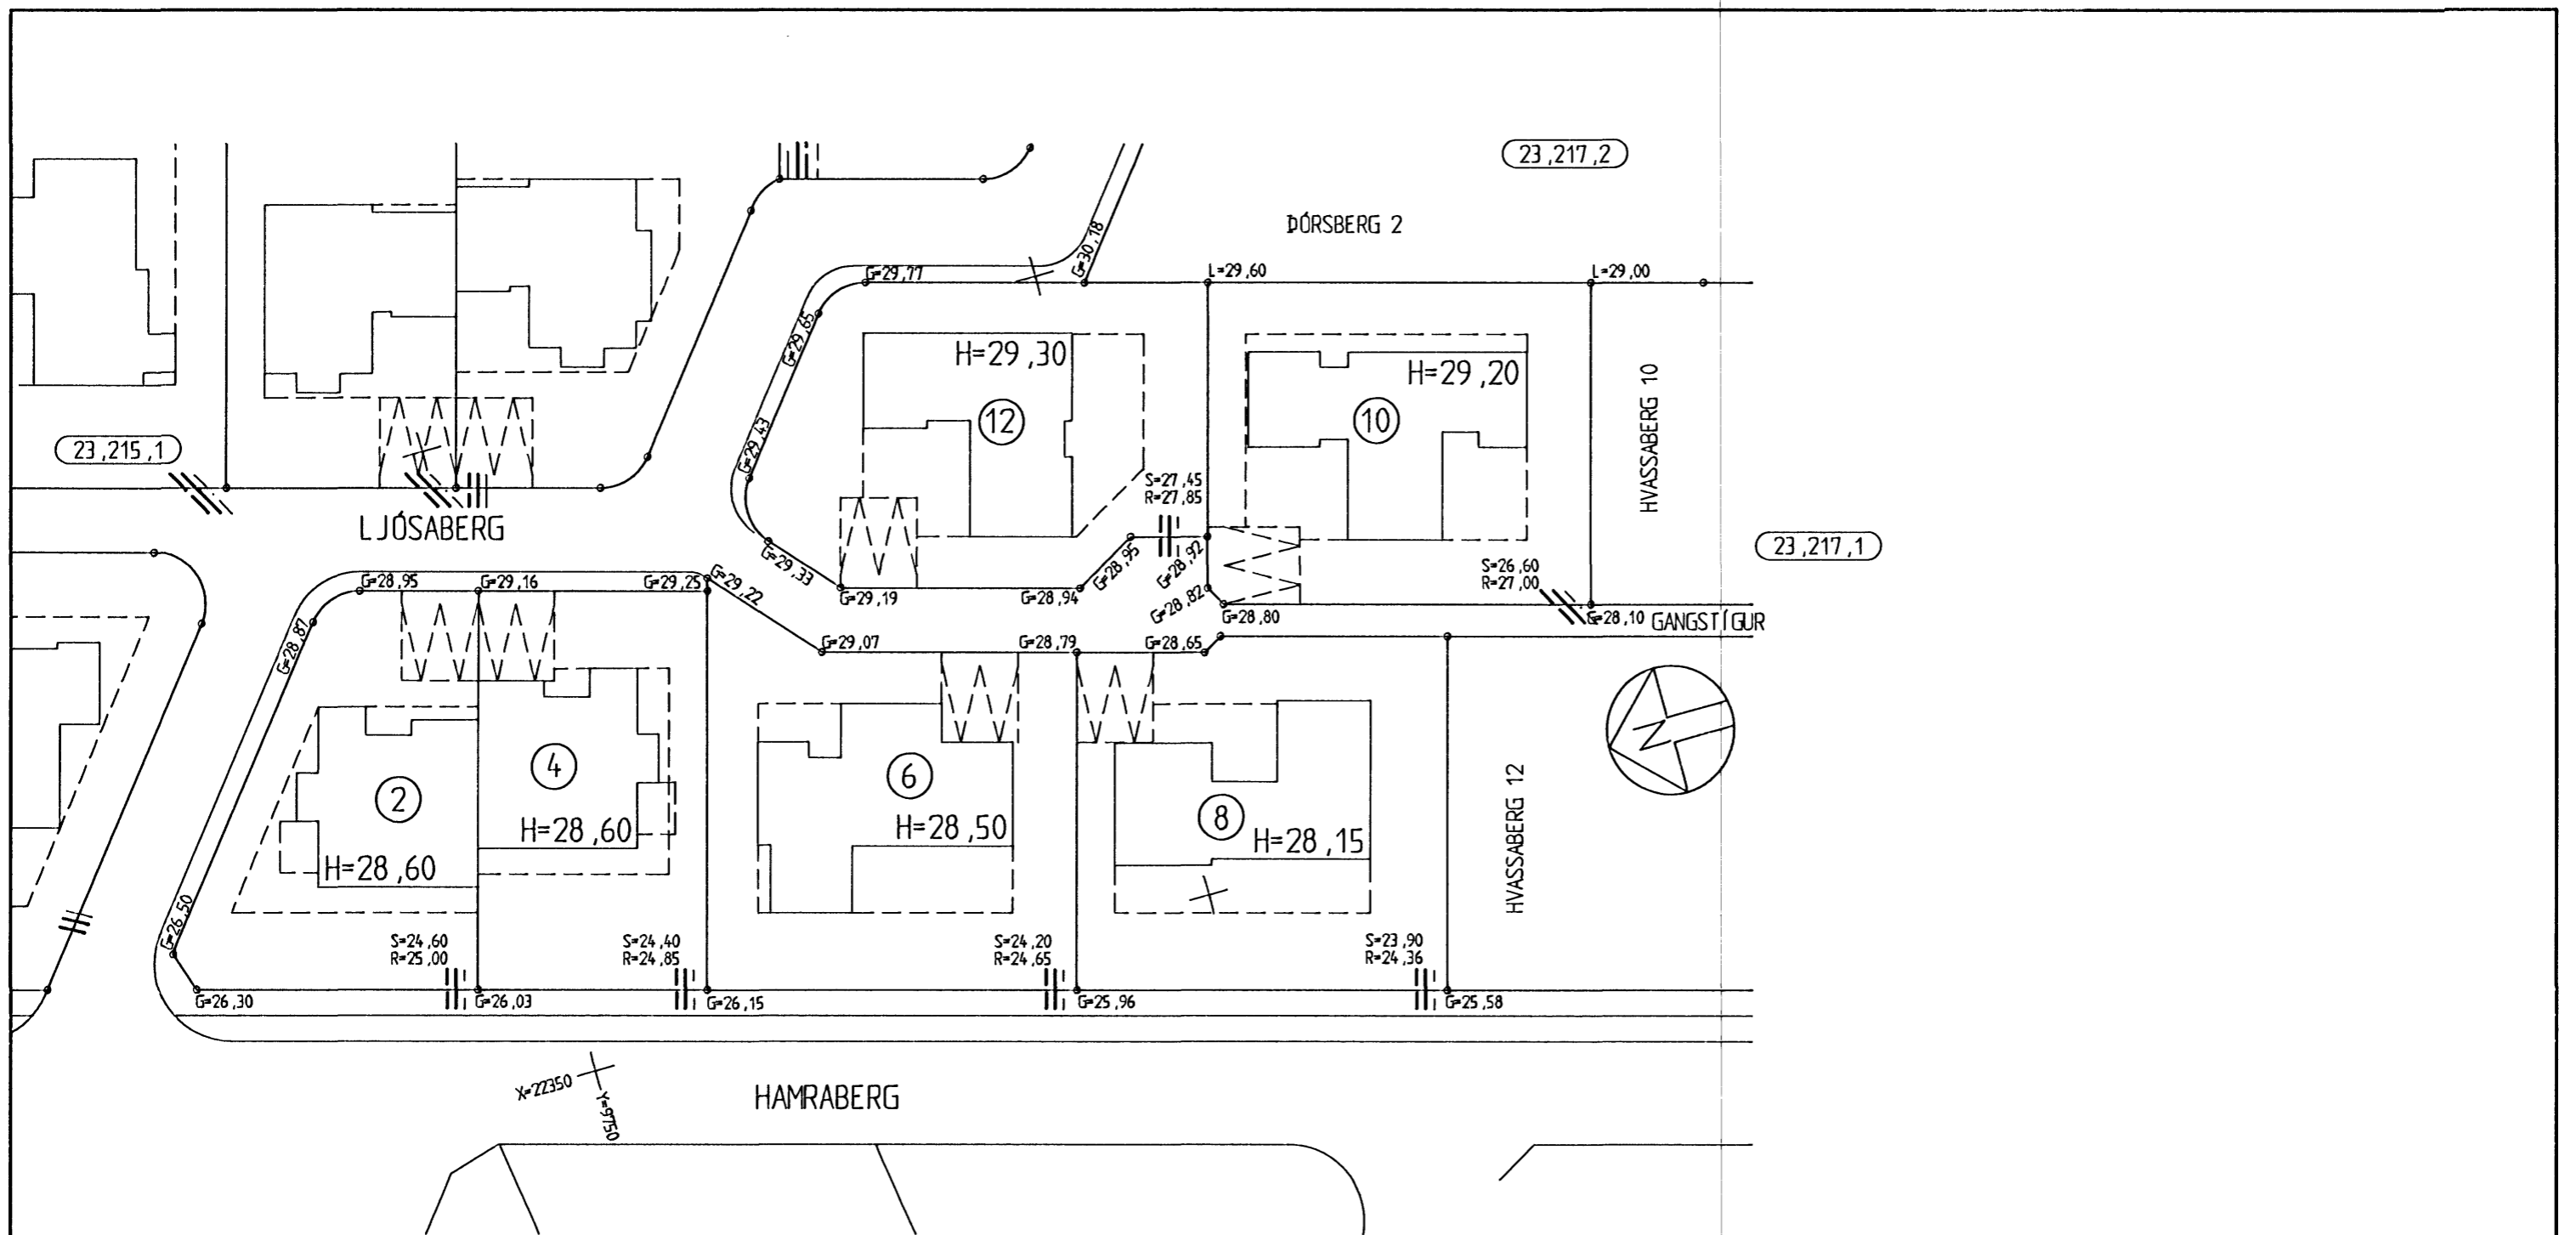 23,217,2
ÞÓRSBERG 2
G=30,18
G=29,77
L=29,60
L=29,00
G=29,65
H=29,30
H=29,20
HVASSABERG 10
12
10
G=29,43
23,215,1
S=27,45
R=27,85
LJÓSABERG
23,217,1
G=29,33
G=28,95
G=28,92
S=26,60
R=27,00
G=28,95
G=29,16
G=29,25
G=29,22
G=29,19
G=28,94
G=28,82
G=28,80
G=28,10
GANGSTÍGUR
G=28,87
G=29,07
G=28,79
G=28,65
N
4
6
2
8
H=28,60
H=28,50
H=28,15
H=28,60
HVASSABERG 12
G=26,50
S=24,60
R=25,00
S=24,40
R=24,85
S=24,20
R=24,65
S=23,90
R=24,36
G=26,30
G=26,03
G=26,15
G=25,96
G=25,58
X=22350
Y=9750
HAMRABERG